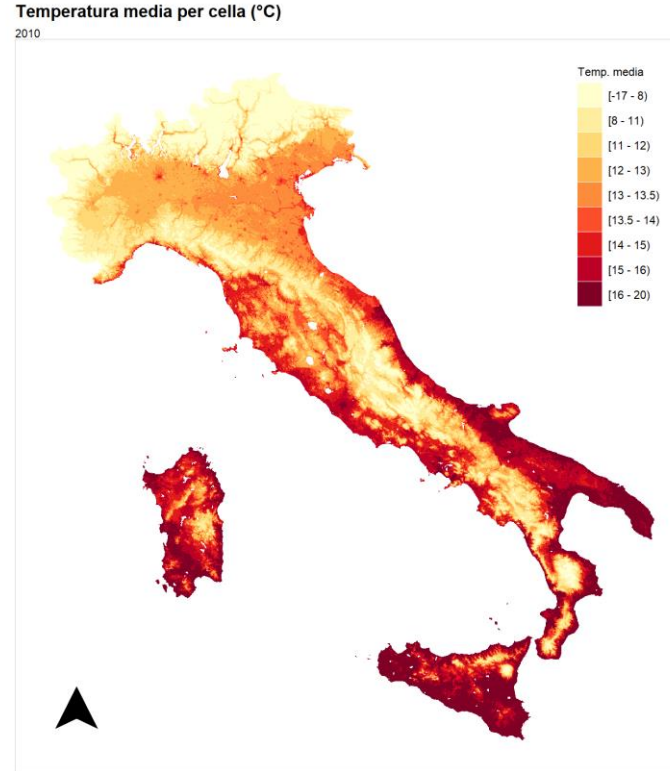 Temperatura media per cella (°C)
2010
Temp. media
[-17 - 8)
[8 - 11)
[11 - 12)
[12 - 13)
[13 - 13.5)
[13.5 - 14)
[14 - 15)
[15 - 16)
[16 - 20)